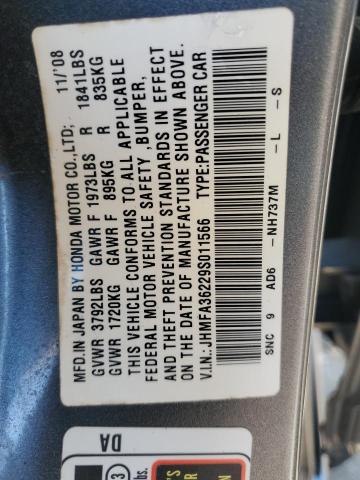 MFD.IN JAPAN BY HONDA MOTOR CO.,LTD; 11/'08
GVWR 3792LBS GAWR F 1973LBS R 1841LBS
GVWR 1720KG GAWR F 895KG R 835KG
THIS VEHICLE CONFORMS TO ALL APPLICABLE
FEDERAL MOTOR VEHICLE SAFETY ,BUMPER,
AND THEFT PREVENTION STANDARDS IN EFFECT
ON THE DATE OF MANUFACTURE SHOWN ABOVE.
V.I.N.:JHMFA36229S011566 TYPE:PASSENGER CAR
SNC 9 AD6 -NH737M -L -S
DA